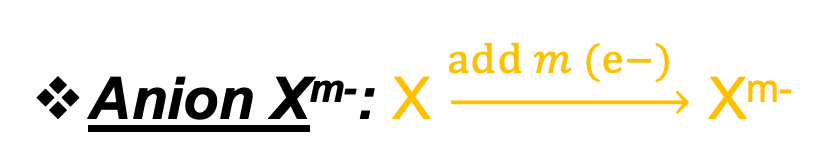 ❖ Anion Xᵐ⁻: X add m (e−) → Xᵐ⁻